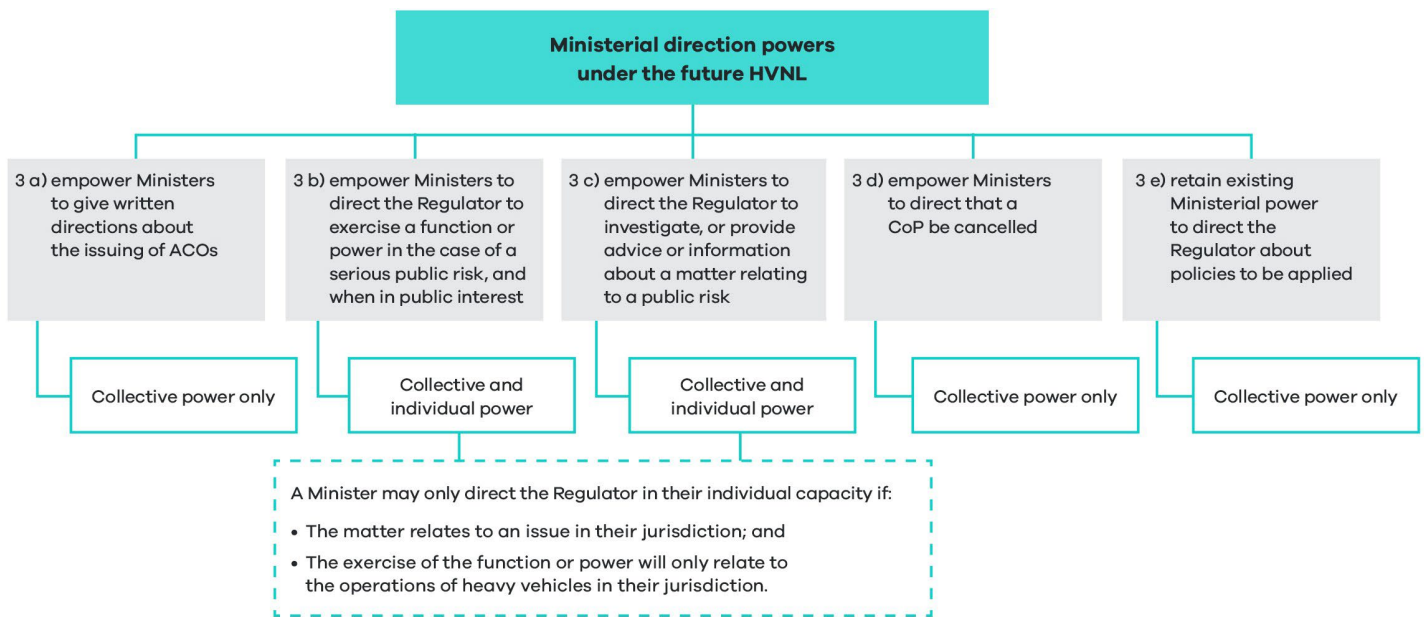 Ministerial direction powers
under the future HVNL
3 a) empower Ministers
to give written
directions about
the issuing of ACOs
3 b) empower Ministers to
direct the Regulator to
exercise a function or
power in the case of a
serious public risk, and
when in public interest
3 c) empower Ministers to
direct the Regulator to
investigate, or provide
advice or information
about a matter relating
to a public risk
3 d) empower Ministers
to direct that a
CoP be cancelled
3 e) retain existing
Ministerial power
to direct the
Regulator about
policies to be applied
Collective power only
Collective and
individual power
Collective and
individual power
Collective power only
Collective power only
A Minister may only direct the Regulator in their individual capacity if:
• The matter relates to an issue in their jurisdiction; and
• The exercise of the function or power will only relate to
the operations of heavy vehicles in their jurisdiction.